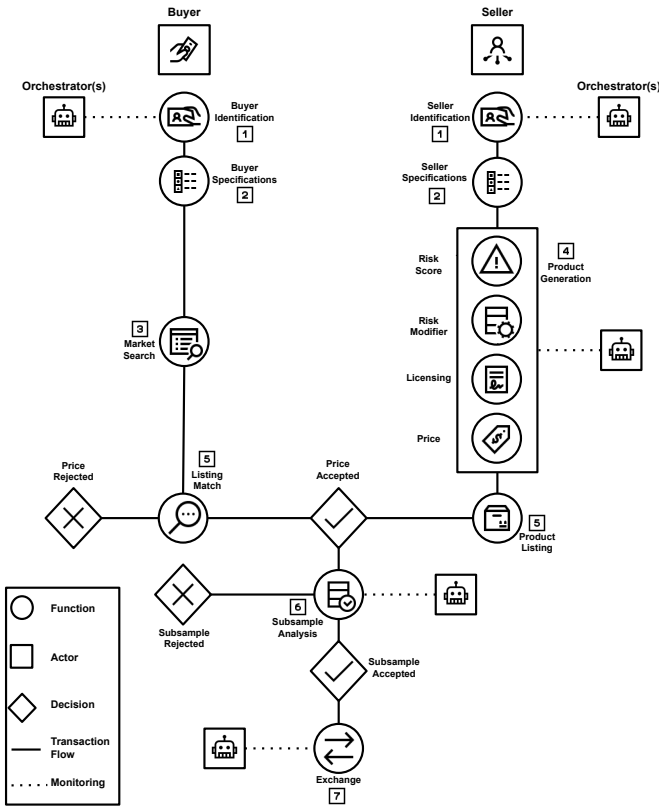 Buyer
Seller
Orchestrator(s)
Orchestrator(s)
Buyer
Identification
1
Seller
Identification
1
Buyer
Specifications
2
Seller
Specifications
2
4
Product
Generation
Risk
Score
Risk
Modifier
3
Market
Search
Licensing
Price
Price
Rejected
5
Listing
Match
Price
Accepted
5
Product
Listing
6
Subsample
Analysis
Subsample
Rejected
Subsample
Accepted
Exchange
7
Function
Actor
Decision
Transaction
Flow
Monitoring